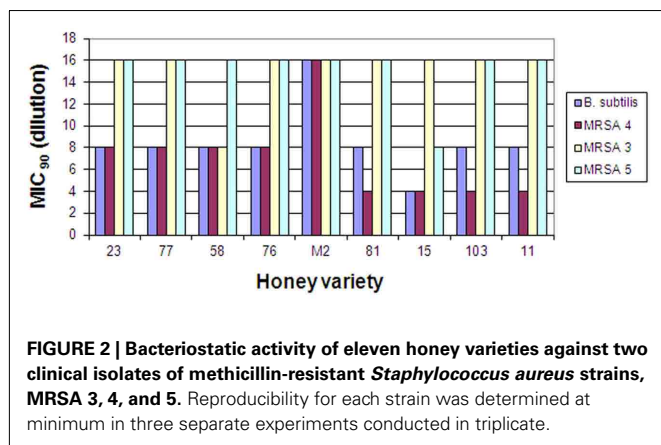 18
16
14
12
10
8
6
4
2
0
MIC 90 (dilution)
23 77 58 76 M2 81 15 103 11
Honey variety
B. subtilis
MRSA 4
MRSA 3
MRSA 5
FIGURE 2 | Bacteriostatic activity of eleven honey varieties against two
clinical isolates of methicillin-resistant Staphylococcus aureus strains,
MRSA 3, 4, and 5. Reproducibility for each strain was determined at
minimum in three separate experiments conducted in triplicate.